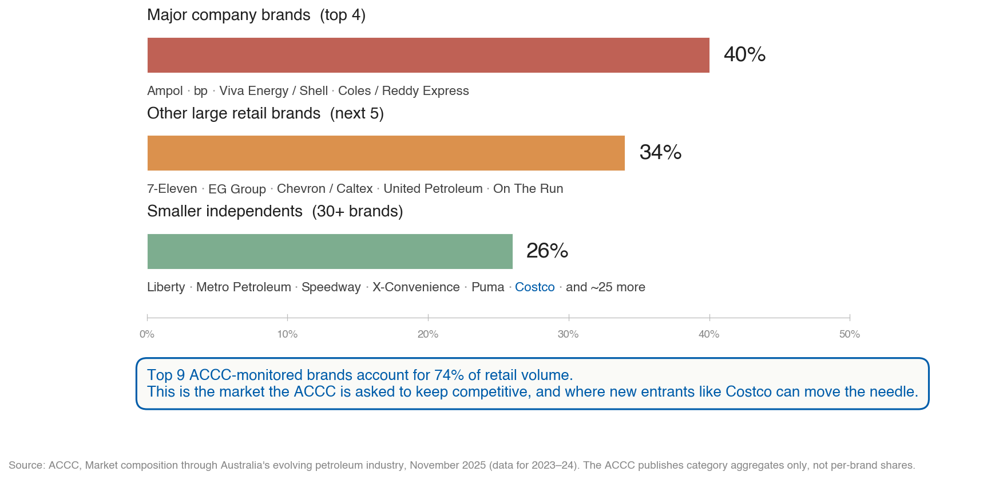 Major company brands  (top 4)
40%
Ampol · bp · Viva Energy / Shell · Coles / Reddy Express
Other large retail brands  (next 5)
34%
7-Eleven · EG Group · Chevron / Caltex · United Petroleum · On The Run
Smaller independents  (30+ brands)
26%
Liberty · Metro Petroleum · Speedway · X-Convenience · Puma · Costco · and ~25 more
0% 10% 20% 30% 40% 50%
Top 9 ACCC-monitored brands account for 74% of retail volume.
This is the market the ACCC is asked to keep competitive, and where new entrants like Costco can move the needle.
Source: ACCC, Market composition through Australia's evolving petroleum industry, November 2025 (data for 2023–24). The ACCC publishes category aggregates only, not per-brand shares.